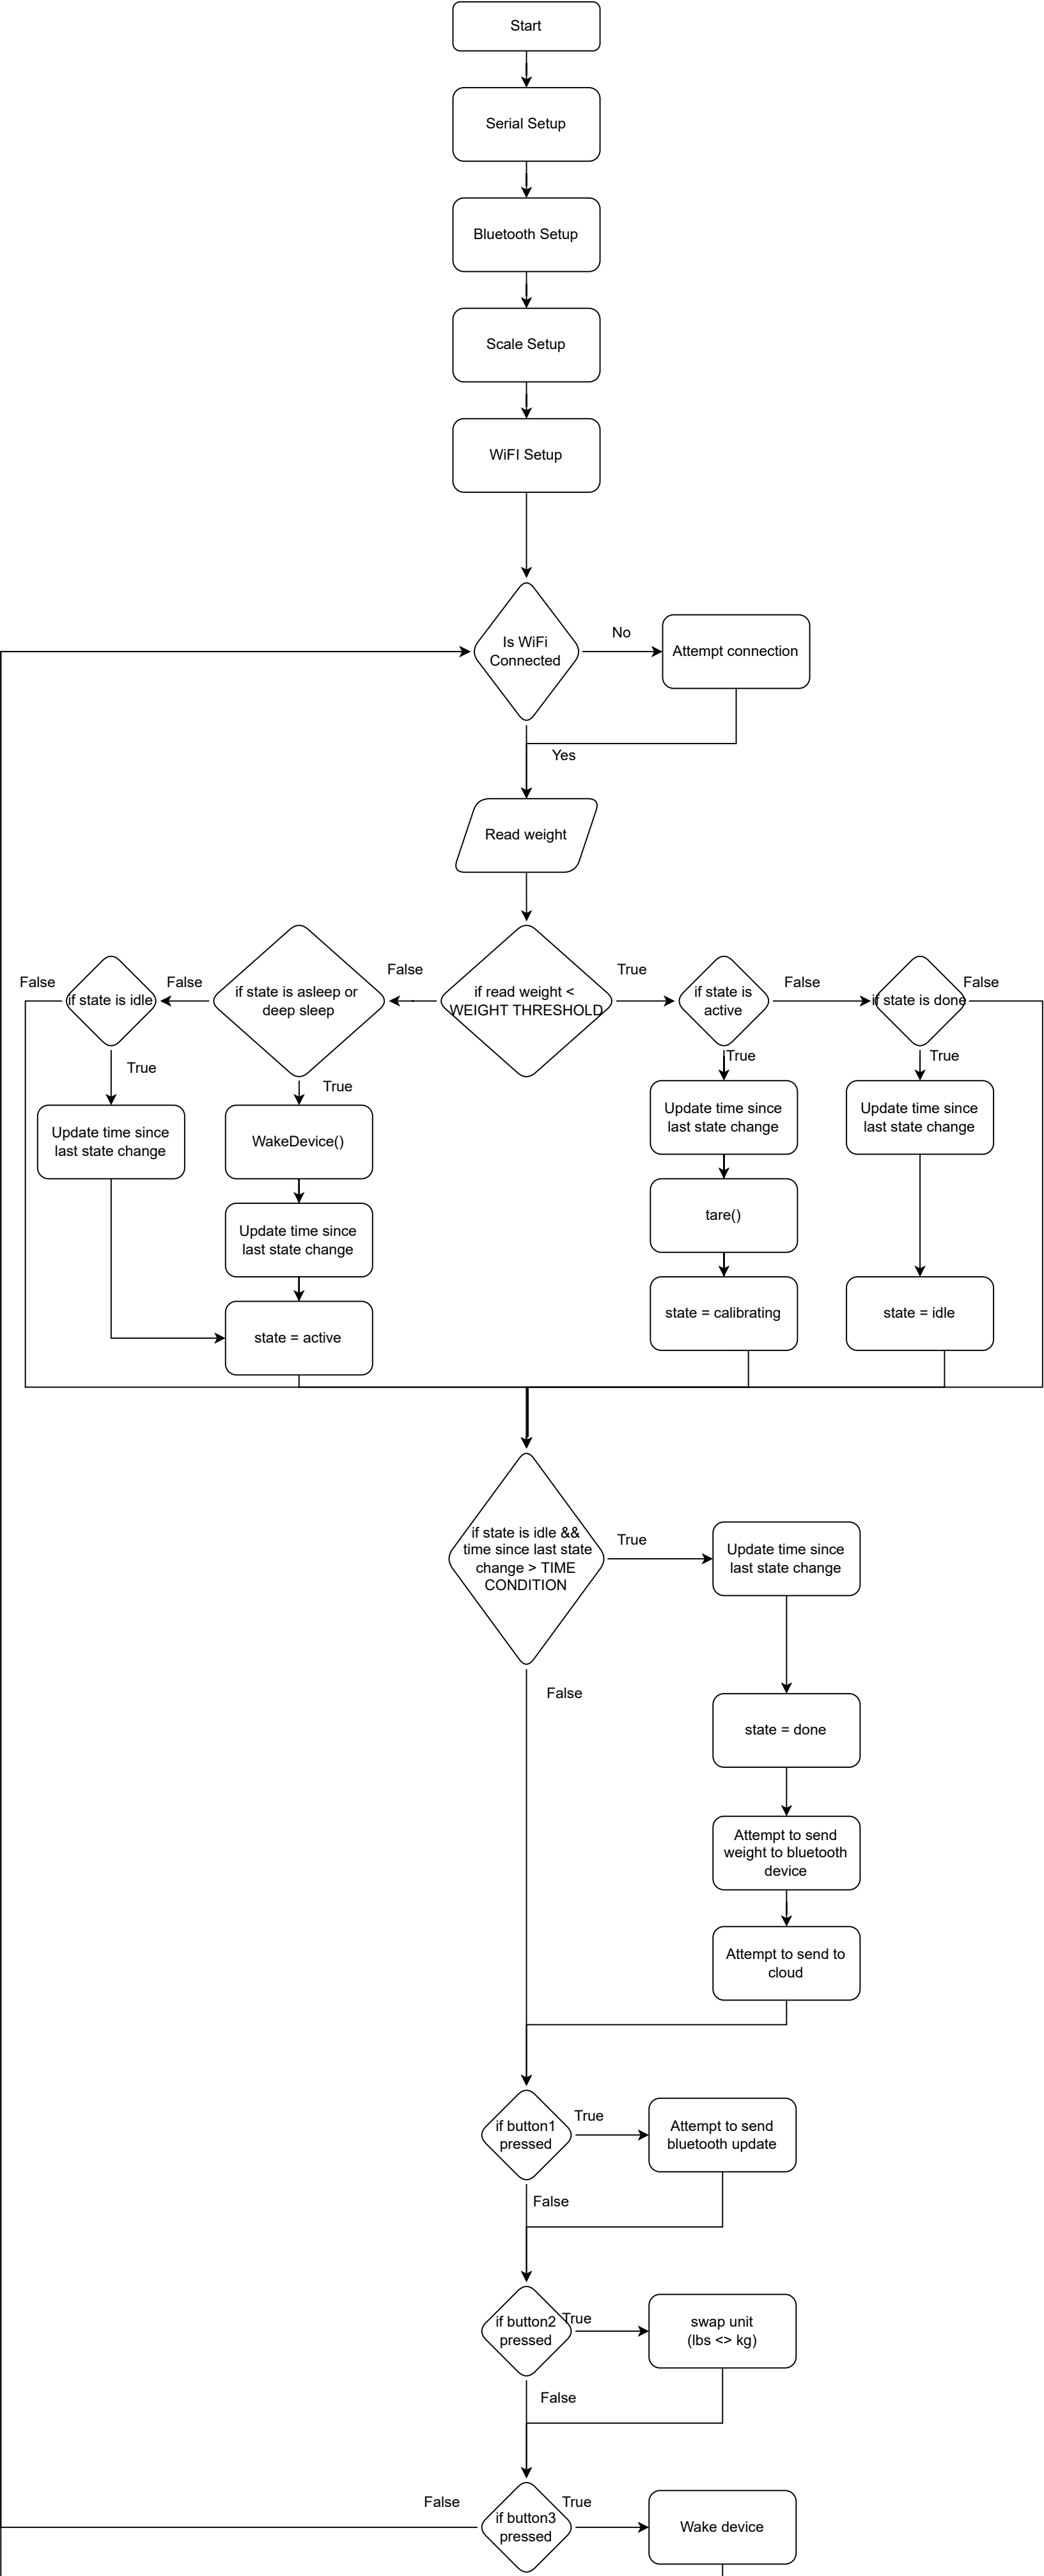 Start
Serial Setup
Bluetooth Setup
Scale Setup
WiFI Setup
Is WiFi
Connected
No
Attempt connection
Yes
Read weight
False
if state is idle
False
if state is asleep or
deep sleep
False
if read weight <
WEIGHT THRESHOLD
True
if state is
active
False
if state is done
False
True
True
True
True
Update time since
last state change
WakeDevice()
Update time since
last state change
Update time since
last state change
Update time since
last state change
tare()
state = active
state = calibrating
state = idle
if state is idle &&
time since last state
change > TIME
CONDITION
True
Update time since
last state change
False
state = done
Attempt to send
weight to bluetooth
device
Attempt to send to
cloud
if button1
pressed
True
Attempt to send
bluetooth update
False
if button2
pressed
True
swap unit
(lbs <> kg)
False
False
if button3
pressed
True
Wake device